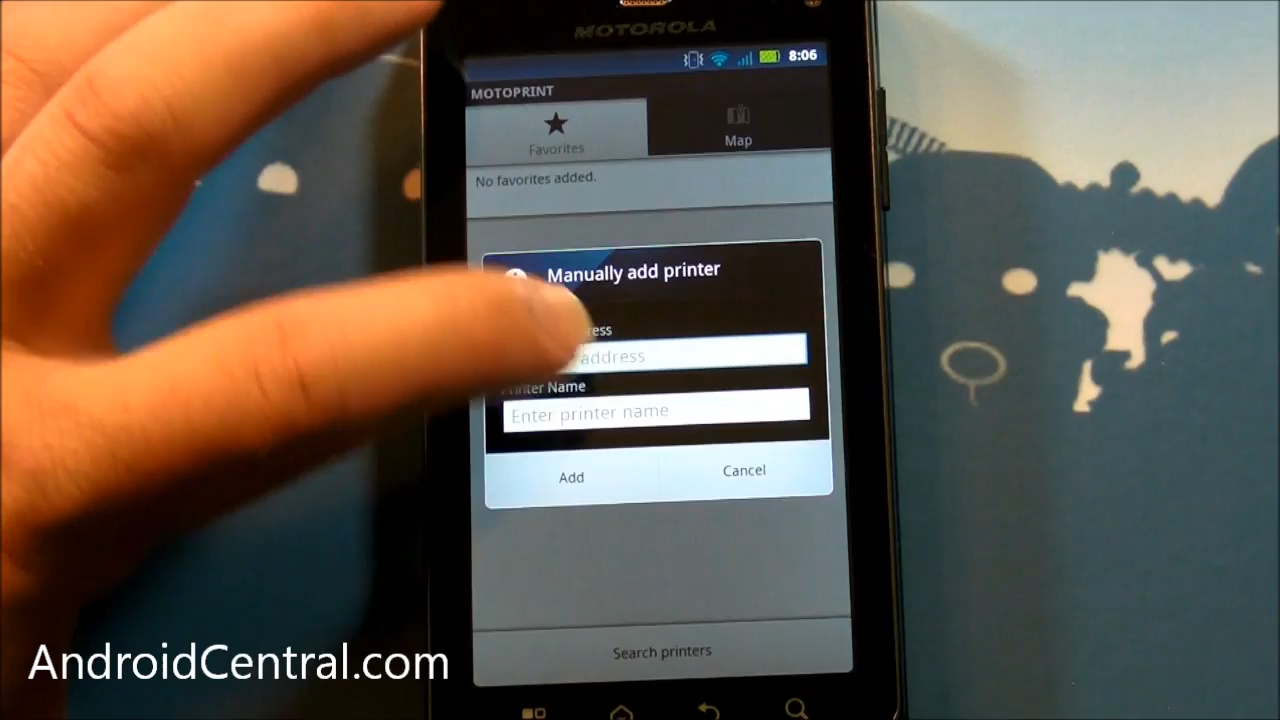 MOTOROLA
8:06
MOTOPRINT
Favorites
Map
No favorites added.
Manually add printer
address
Printer Name
Enter printer name
Add
Cancel
Search printers
AndroidCentral.com